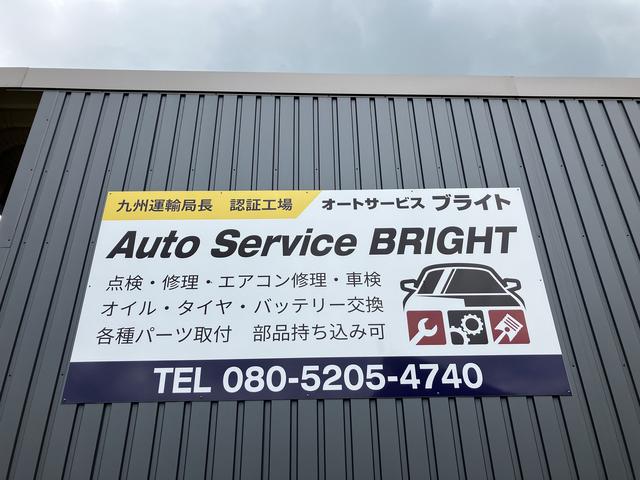 九州運輸局長　認証工場　オートサービス ブライト
Auto Service BRIGHT
点検・修理・エアコン修理・車検
オイル・タイヤ・バッテリー交換
各種パーツ取付　部品持ち込み可
TEL 080-5205-4740